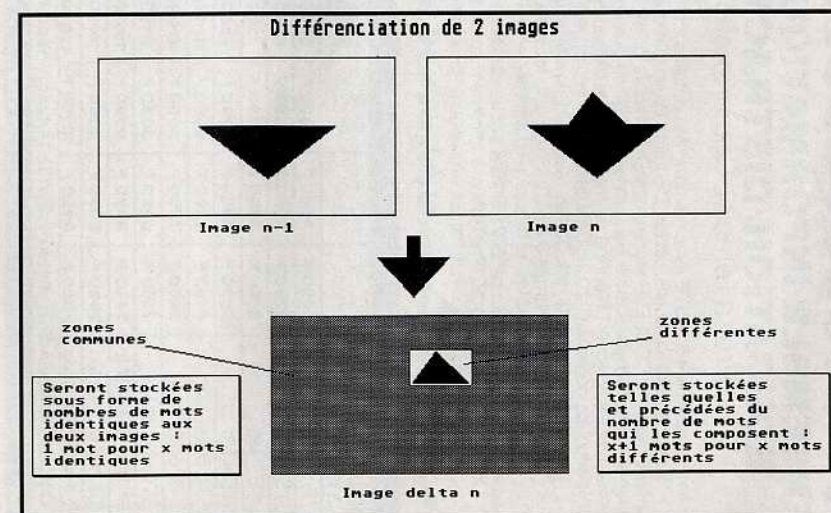 Différenciation de 2 images
Image n-1
Image n
zones
communes
zones
différentes
Seront stockées
sous forme de
nombres de mots
identiques aux
deux images :
1 mot pour x mots
identiques
Seront stockées
telles quelles
et précédées du
nombre de mots
qui les composent :
x+1 mots pour x mots
différents
Image delta n